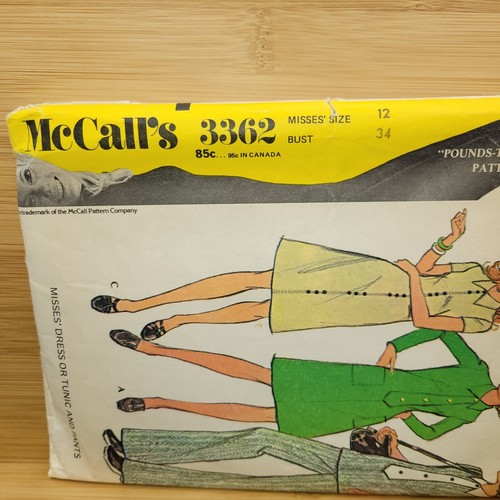 McCall's 3362 MISSES' SIZE 12
BUST 34
85c... 95c IN CANADA
"POUNDS-T
PATT
trademark of the McCall Pattern Company
MISSES' DRESS OR TUNIC AND PANTS
C
A